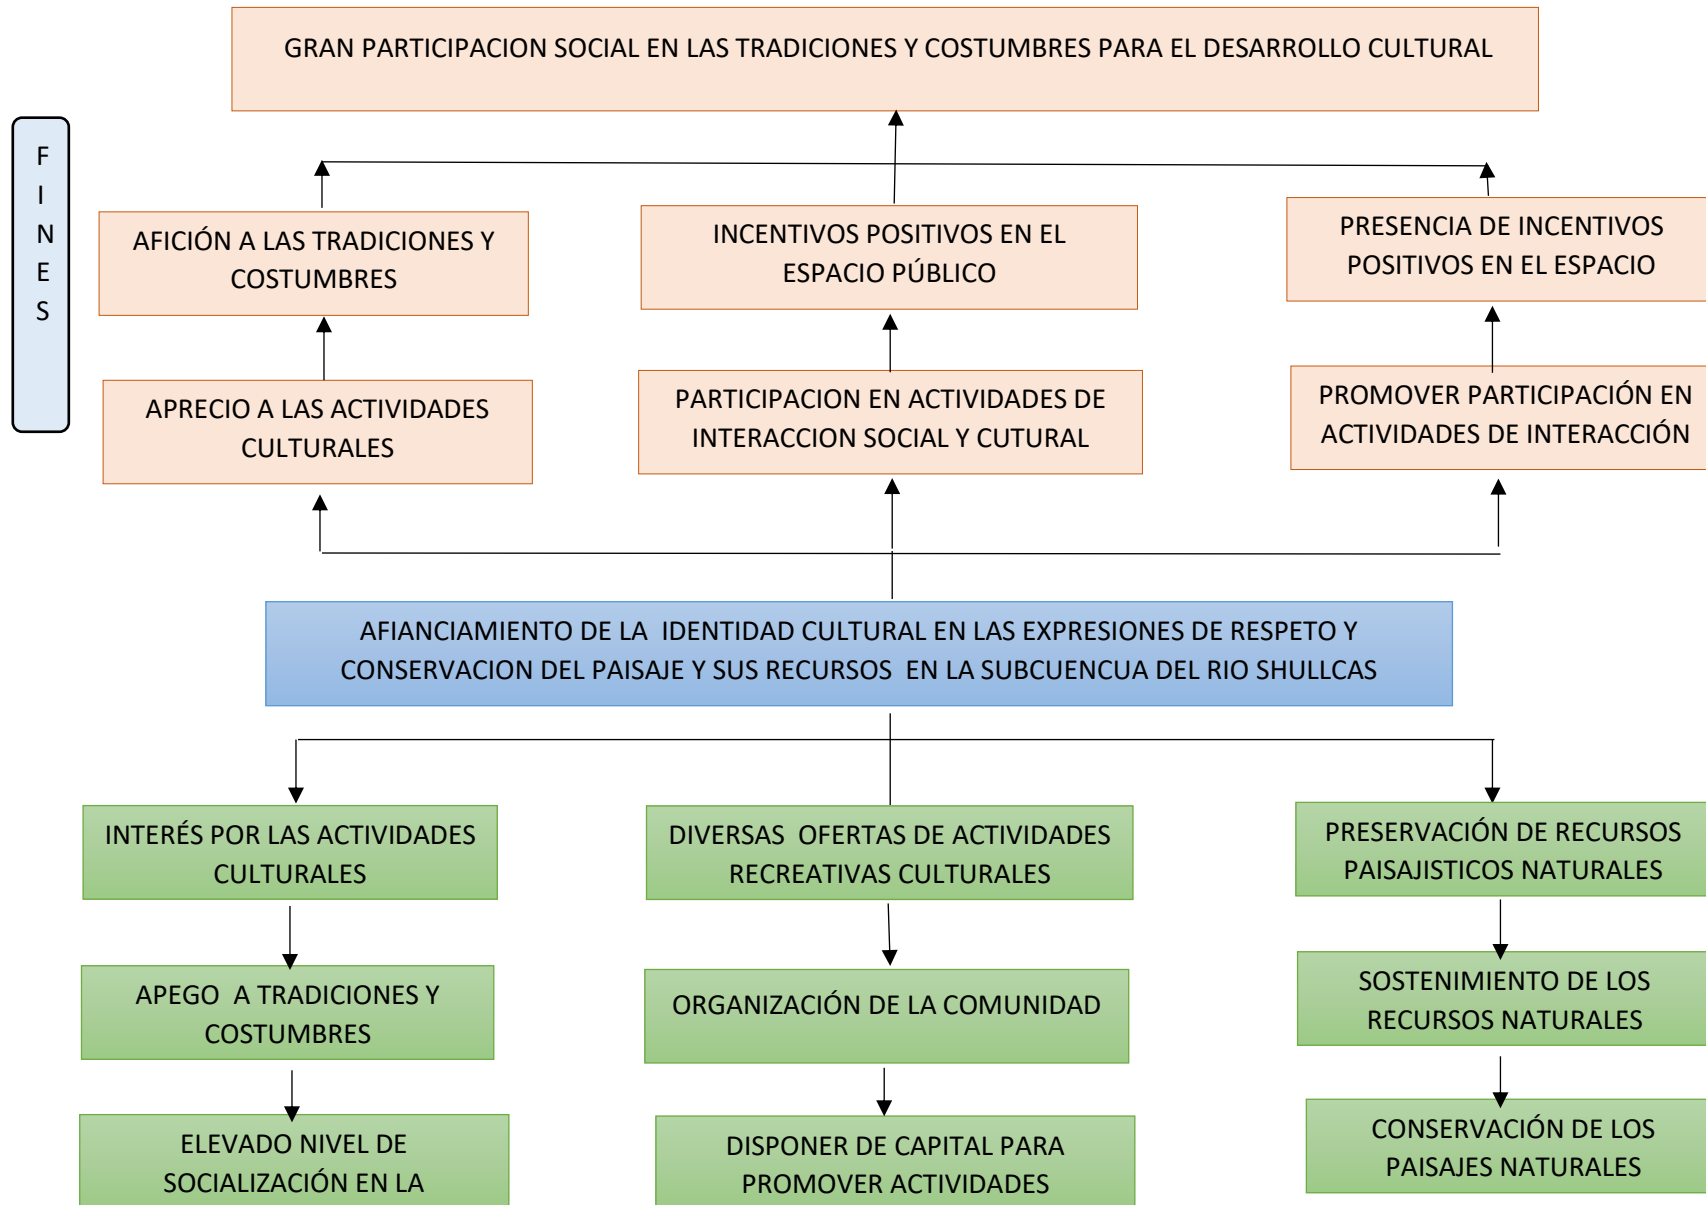 GRAN PARTICIPACION SOCIAL EN LAS TRADICIONES Y COSTUMBRES PARA EL DESARROLLO CULTURAL
F
I
N
E
S
AFICIÓN A LAS TRADICIONES Y
COSTUMBRES
INCENTIVOS POSITIVOS EN EL
ESPACIO PÚBLICO
PRESENCIA DE INCENTIVOS
POSITIVOS EN EL ESPACIO
APRECIO A LAS ACTIVIDADES
CULTURALES
PARTICIPACION EN ACTIVIDADES DE
INTERACCION SOCIAL Y CUTURAL
PROMOVER PARTICIPACIÓN EN
ACTIVIDADES DE INTERACCIÓN
AFIANCIAMIENTO DE LA IDENTIDAD CULTURAL EN LAS EXPRESIONES DE RESPETO Y
CONSERVACION DEL PAISAJE Y SUS RECURSOS EN LA SUBCUENCUA DEL RIO SHULLCAS
INTERÉS POR LAS ACTIVIDADES
CULTURALES
DIVERSAS OFERTAS DE ACTIVIDADES
RECREATIVAS CULTURALES
PRESERVACIÓN DE RECURSOS
PAISAJISTICOS NATURALES
APEGO A TRADICIONES Y
COSTUMBRES
ORGANIZACIÓN DE LA COMUNIDAD
SOSTENIMIENTO DE LOS
RECURSOS NATURALES
ELEVADO NIVEL DE
SOCIALIZACIÓN EN LA
DISPONER DE CAPITAL PARA
PROMOVER ACTIVIDADES
CONSERVACIÓN DE LOS
PAISAJES NATURALES